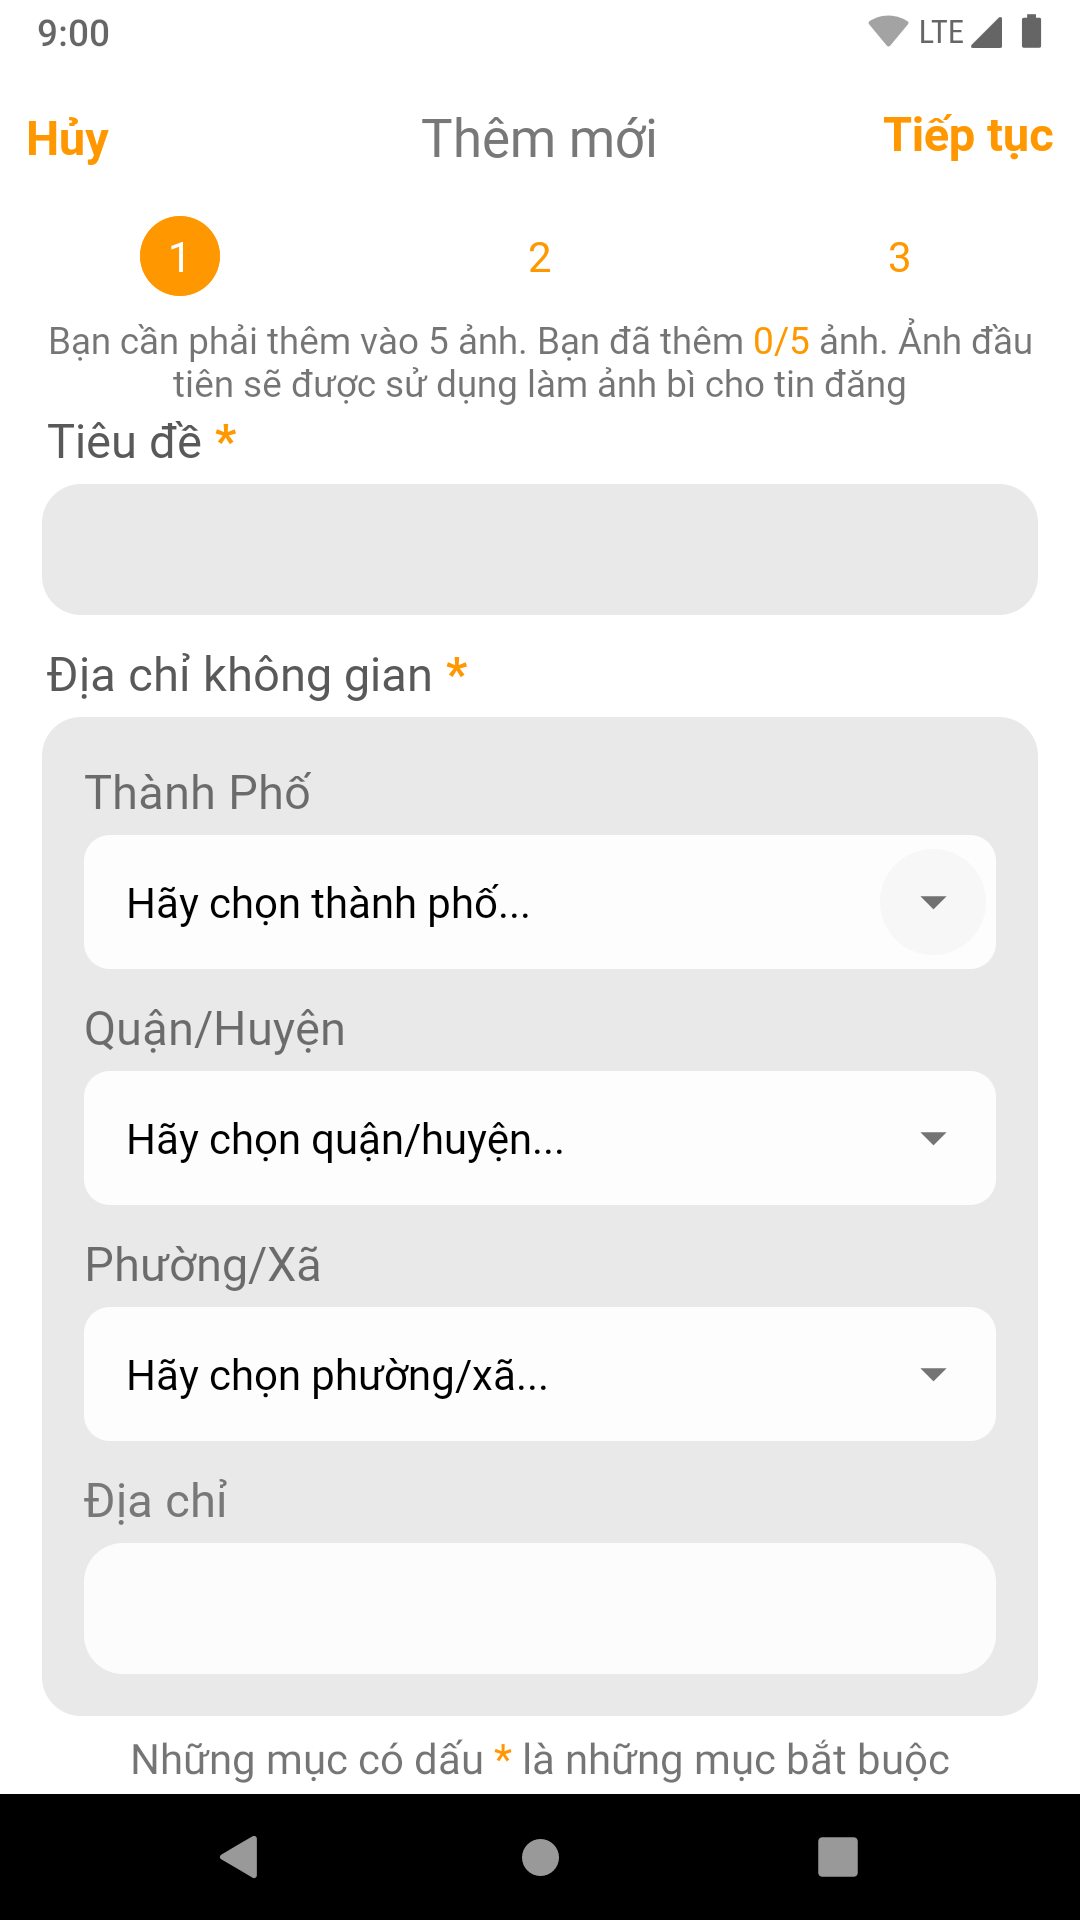 9:00 LTE
Hủy Thêm mới Tiếp tục
1 2 3
Bạn cần phải thêm vào 5 ảnh. Bạn đã thêm 0/5 ảnh. Ảnh đầu
tiên sẽ được sử dụng làm ảnh bì cho tin đăng
Tiêu đề *
Địa chỉ không gian *
Thành Phố
Hãy chọn thành phố...
Quận/Huyện
Hãy chọn quận/huyện...
Phường/Xã
Hãy chọn phường/xã...
Địa chỉ
Những mục có dấu * là những mục bắt buộc